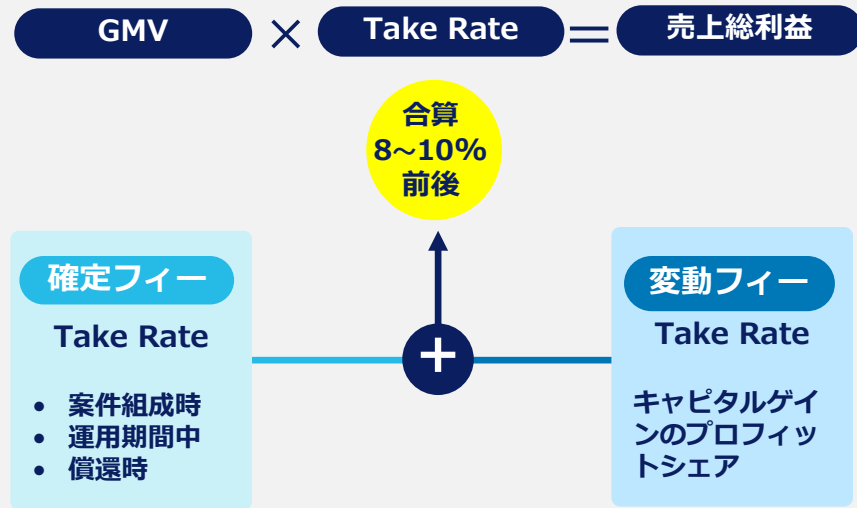 GMV × Take Rate = 売上総利益
合算
8～10%
前後
確定フィー
Take Rate
• 案件組成時
• 運用期間中
• 償還時
+
変動フィー
Take Rate
キャピタルゲイ
ンのプロフィッ
トシェア